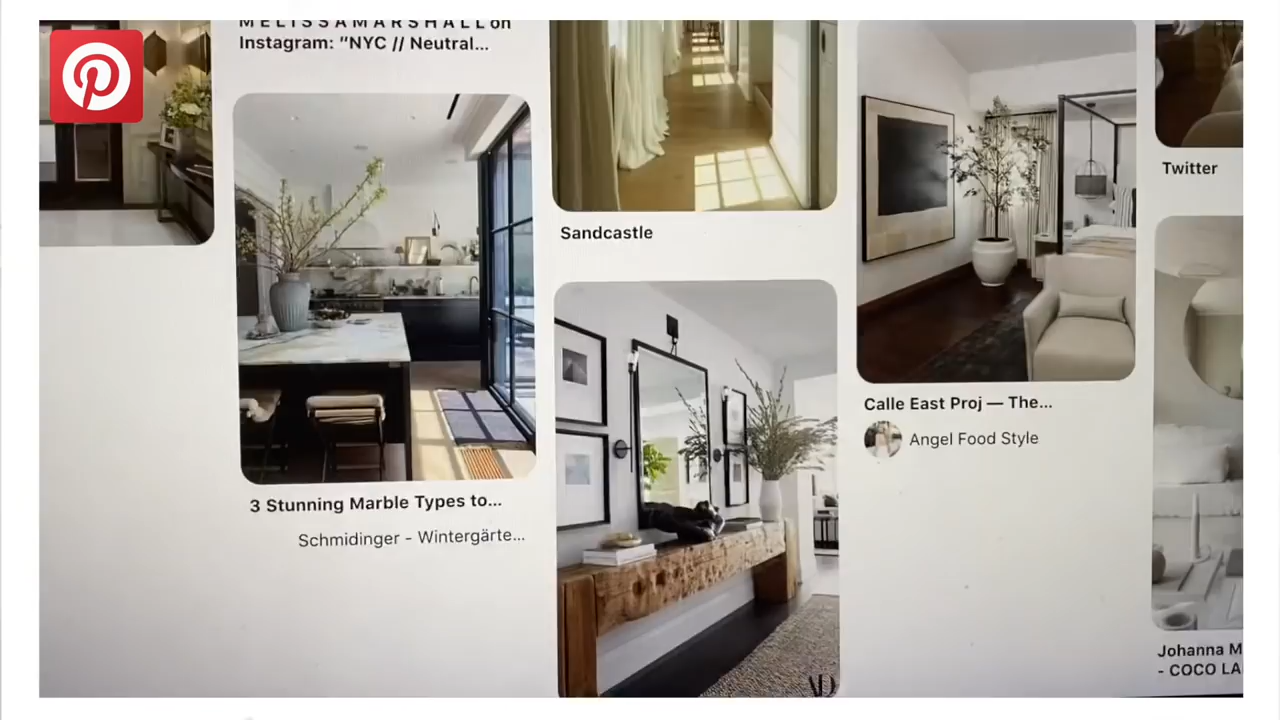 MELISSAMARSHALL on
Instagram: "NYC // Neutral...
3 Stunning Marble Types to...
Schmidinger - Wintergärte...
Sandcastle
AD
Calle East Proj — The...
Angel Food Style
Twitter
Johanna M
- COCO LA